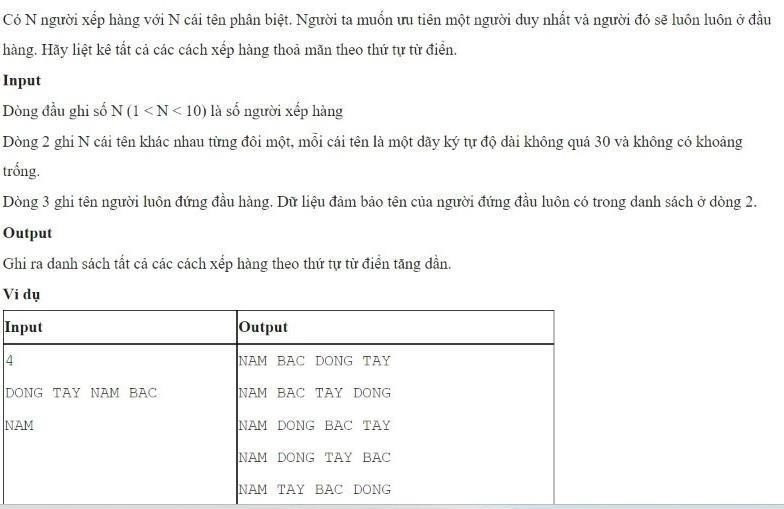 Có N người xếp hàng với N cái tên phân biệt. Người ta muốn ưu tiên một người duy nhất và người đó sẽ luôn luôn ở đầu
hàng. Hãy liệt kê tất cả các cách xếp hàng thoả mãn theo thứ tự từ điển.
Input
Dòng đầu ghi số N (1 < N < 10) là số người xếp hàng
Dòng 2 ghi N cái tên khác nhau từng đôi một, mỗi cái tên là một dãy ký tự độ dài không quá 30 và không có khoảng
trống.
Dòng 3 ghi tên người luôn đứng đầu hàng. Dữ liệu đảm bảo tên của người đứng đầu luôn có trong danh sách ở dòng 2.
Output
Ghi ra danh sách tất cả các cách xếp hàng theo thứ tự từ điển tăng dần.
Ví dụ
Input Output
4 NAM BAC DONG TAY
DONG TAY NAM BAC NAM BAC TAY DONG
NAM NAM DONG BAC TAY
NAM DONG TAY BAC
NAM TAY BAC DONG